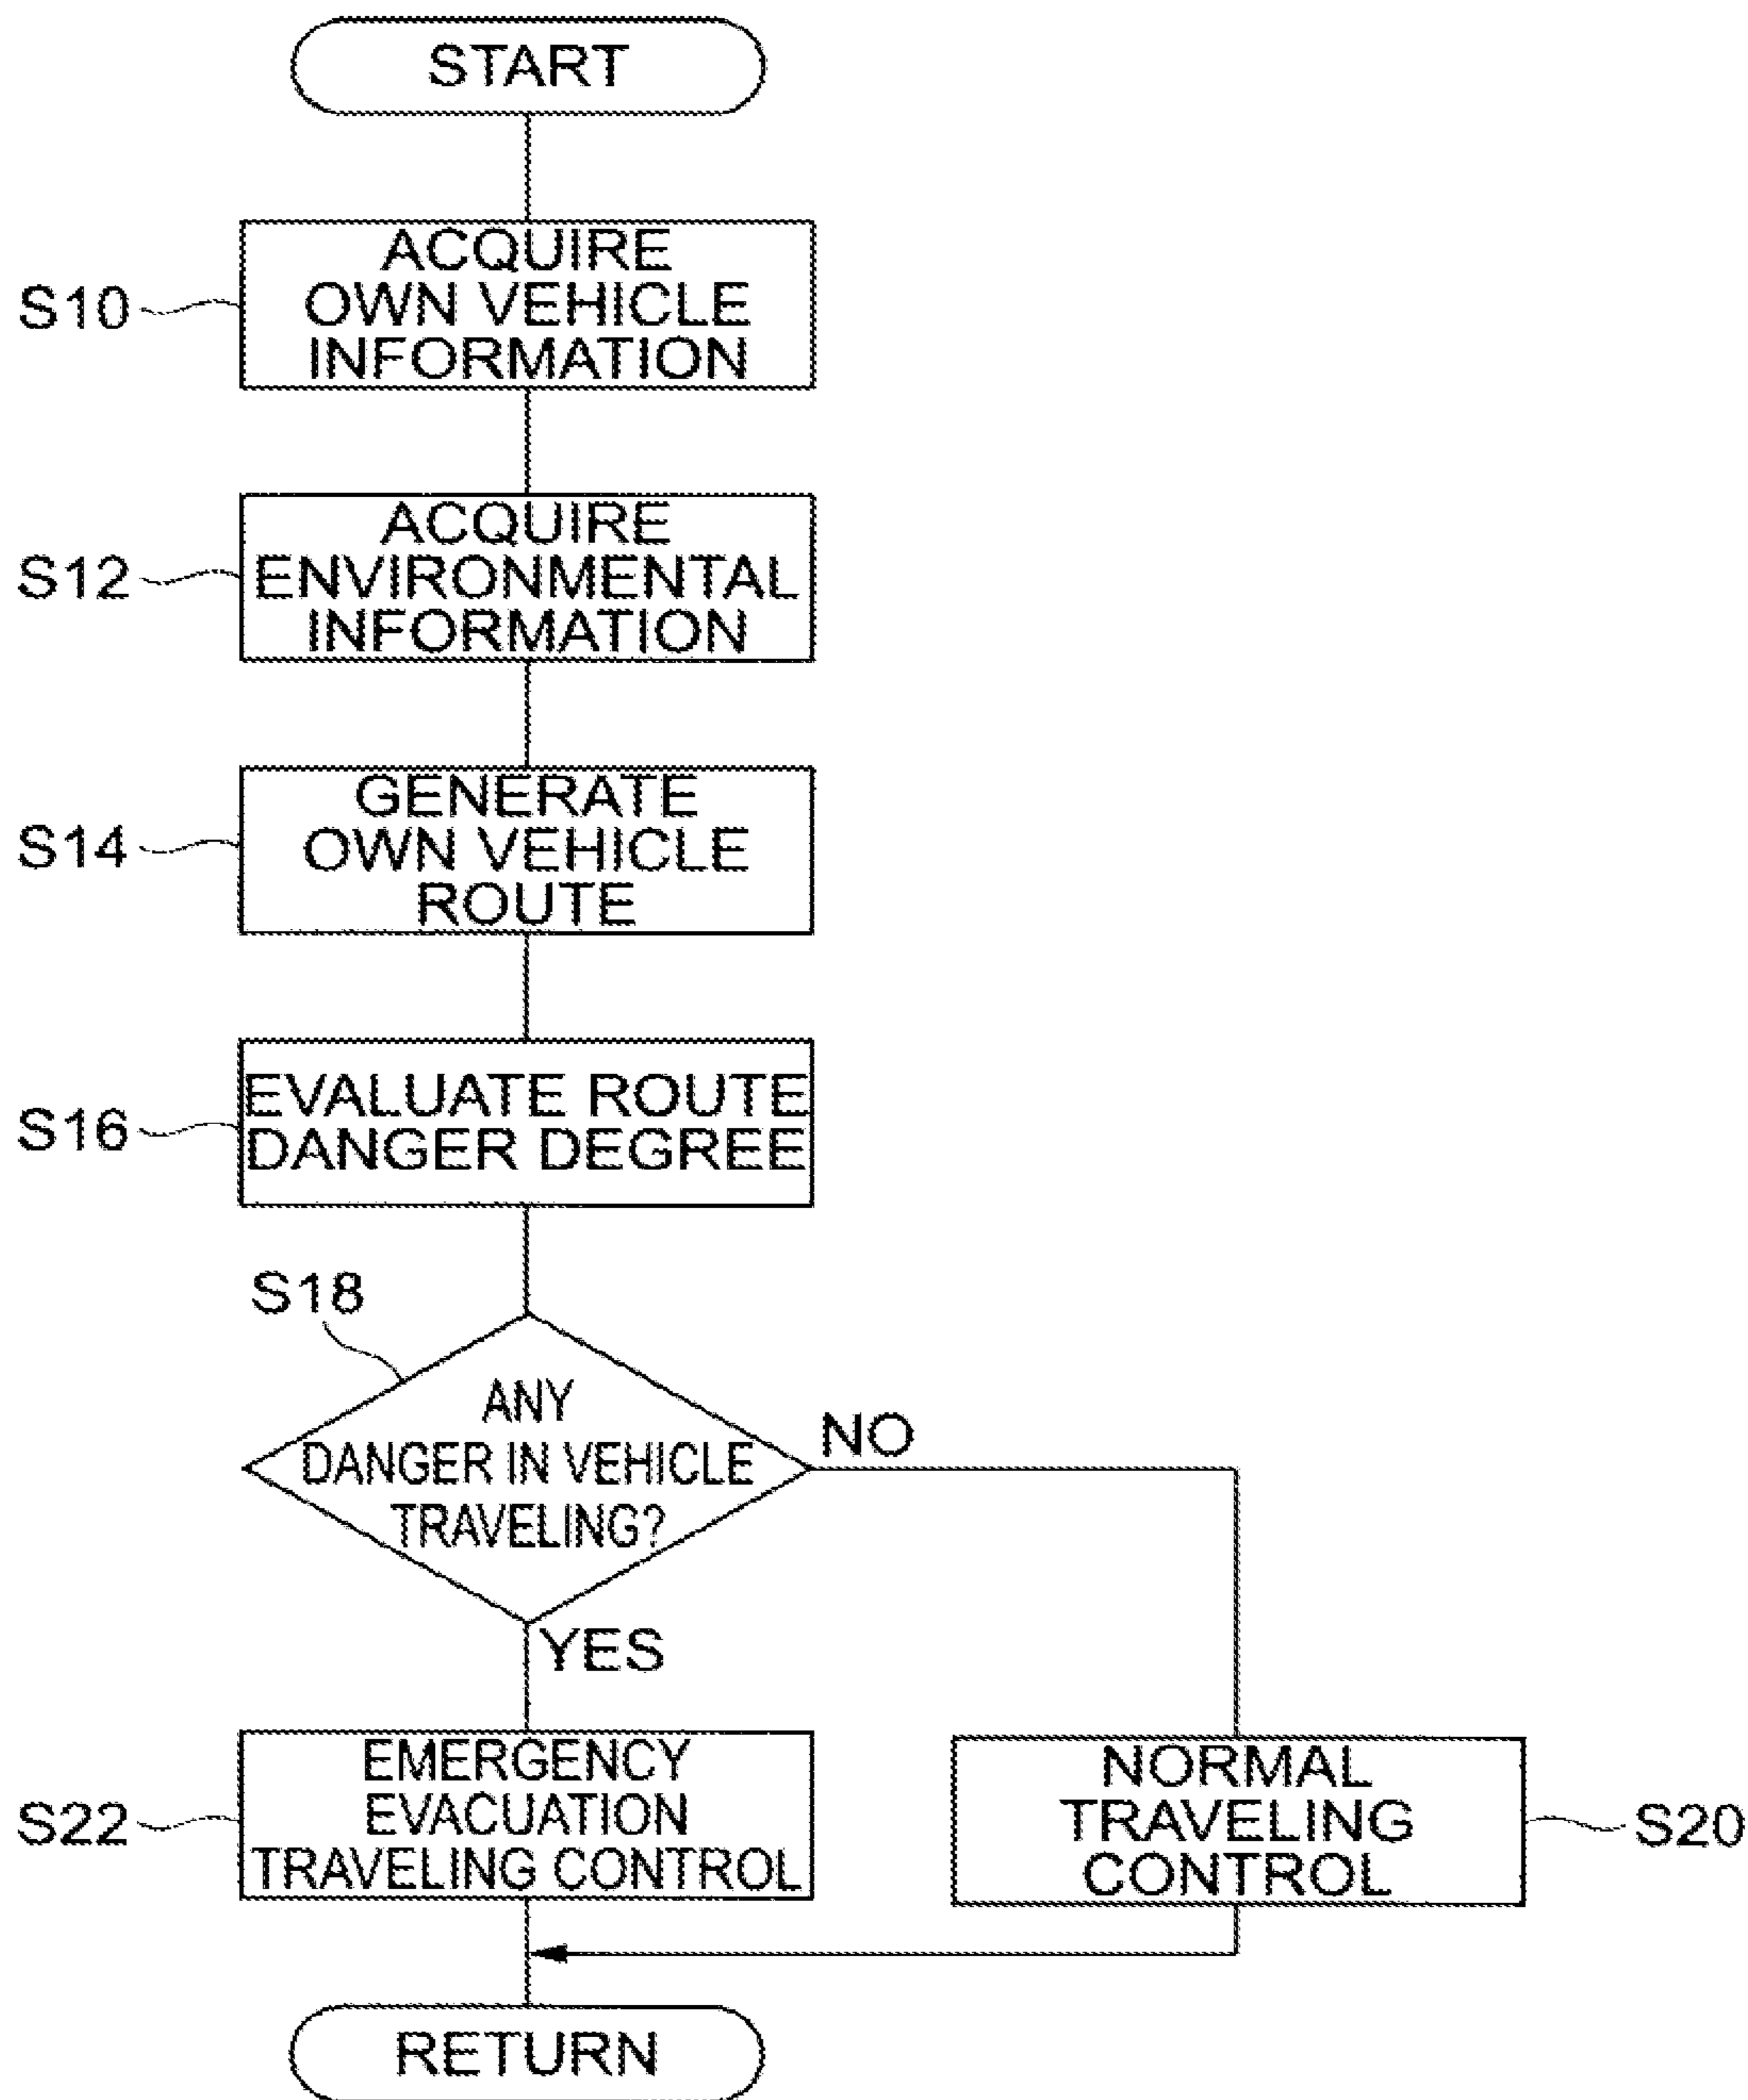 START
ACQUIRE
OWN VEHICLE
INFORMATION
S10
ACQUIRE
ENVIRONMENTAL
INFORMATION
S12
GENERATE
OWN VEHICLE
ROUTE
S14
EVALUATE ROUTE
DANGER DEGREE
S16
S18
ANY
DANGER IN VEHICLE
TRAVELING?
NO
YES
EMERGENCY
EVACUATION
TRAVELING CONTROL
S22
NORMAL
TRAVELING
CONTROL
S20
RETURN